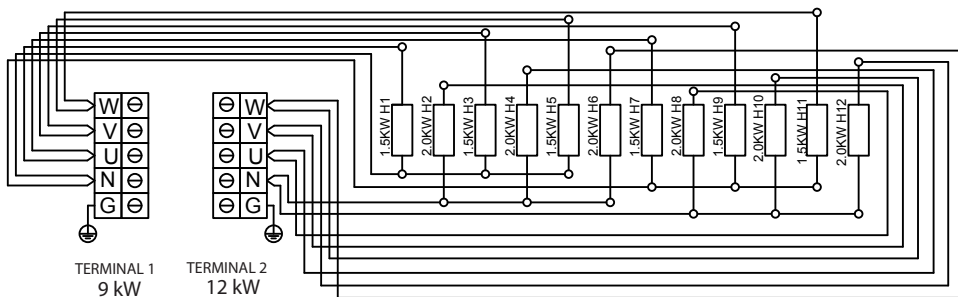 W
V
U
N
G
W
V
U
N
G
1.5KW H1
2.0KW H2
1.5KW H3
2.0KW H4
1.5KW H5
2.0KW H6
1.5KW H7
2.0KW H8
1.5KW H9
2.0KW H10
1.5KW H11
2.0KW H12
TERMINAL 1
9 kW
TERMINAL 2
12 kW